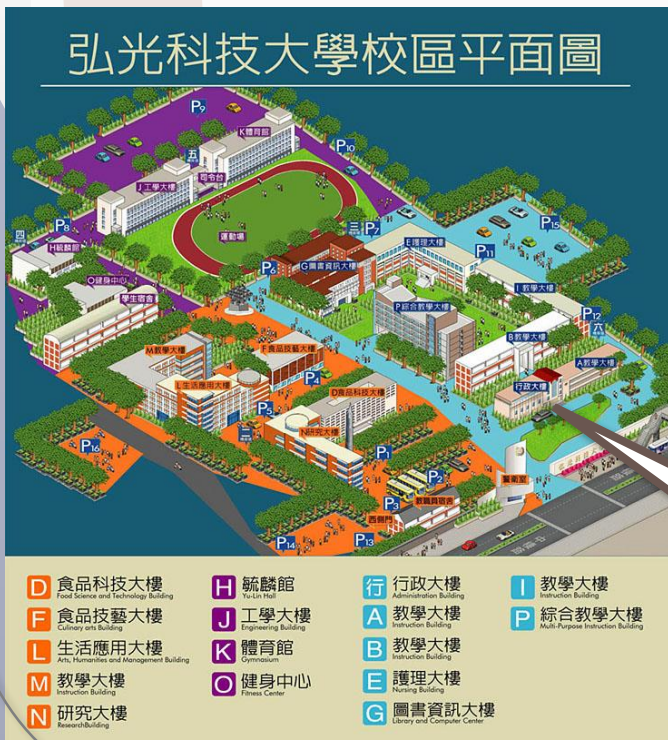 弘光科技大學校區平面圖
P9
K體育館
P10
五
司令台
J工學大樓
P15
四
P8
三
P7
運動場
E護理大樓
H毓麟館
P6
G圖書資訊大樓
P11
O健身中心
I教學大樓
學生宿舍
P綜合教學大樓
P12
六
B教學大樓
M教學大樓
F食品技藝大樓
A教學大樓
L生活應用大樓
P4
行政大樓
D食品科技大樓
P5
N研究大樓
P16
P1
P2
警衛室
P3
教職員宿舍
西側門
P14
P13
D 食品科技大樓
Food Science and Technology Building
F 食品技藝大樓
Culinary arts Building
L 生活應用大樓
Arts, Humanities and Management Building
M 教學大樓
Instruction Building
N 研究大樓
ResearchBuilding
H 毓麟館
Yu-Lin Hall
J 工學大樓
Engineering Building
K 體育館
Gymnasium
O 健身中心
Fitness Center
行 行政大樓
Administration Building
A 教學大樓
Instruction Building
B 教學大樓
Instruction Building
E 護理大樓
Nursing Building
G 圖書資訊大樓
Library and Computer Center
I 教學大樓
Instruction Building
P 綜合教學大樓
Multi-Purpose Instruction Building